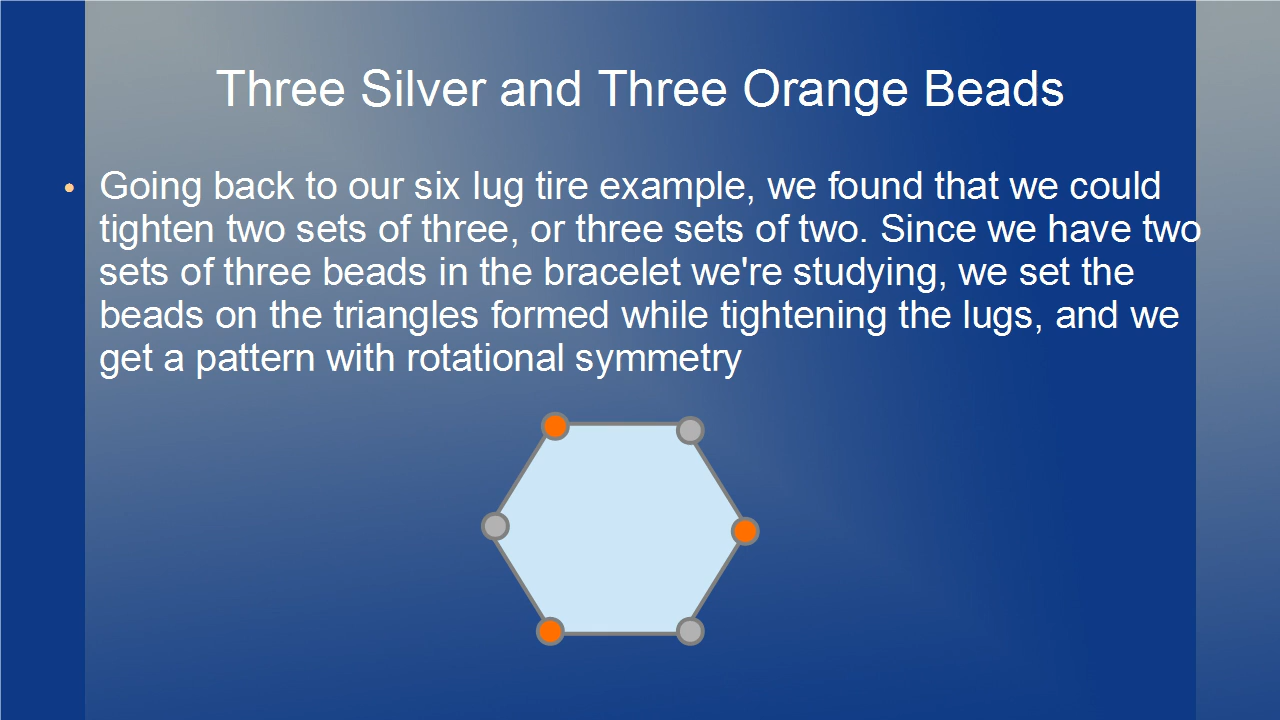 Three Silver and Three Orange Beads
• Going back to our six lug tire example, we found that we could
tighten two sets of three, or three sets of two. Since we have two
sets of three beads in the bracelet we're studying, we set the
beads on the triangles formed while tightening the lugs, and we
get a pattern with rotational symmetry